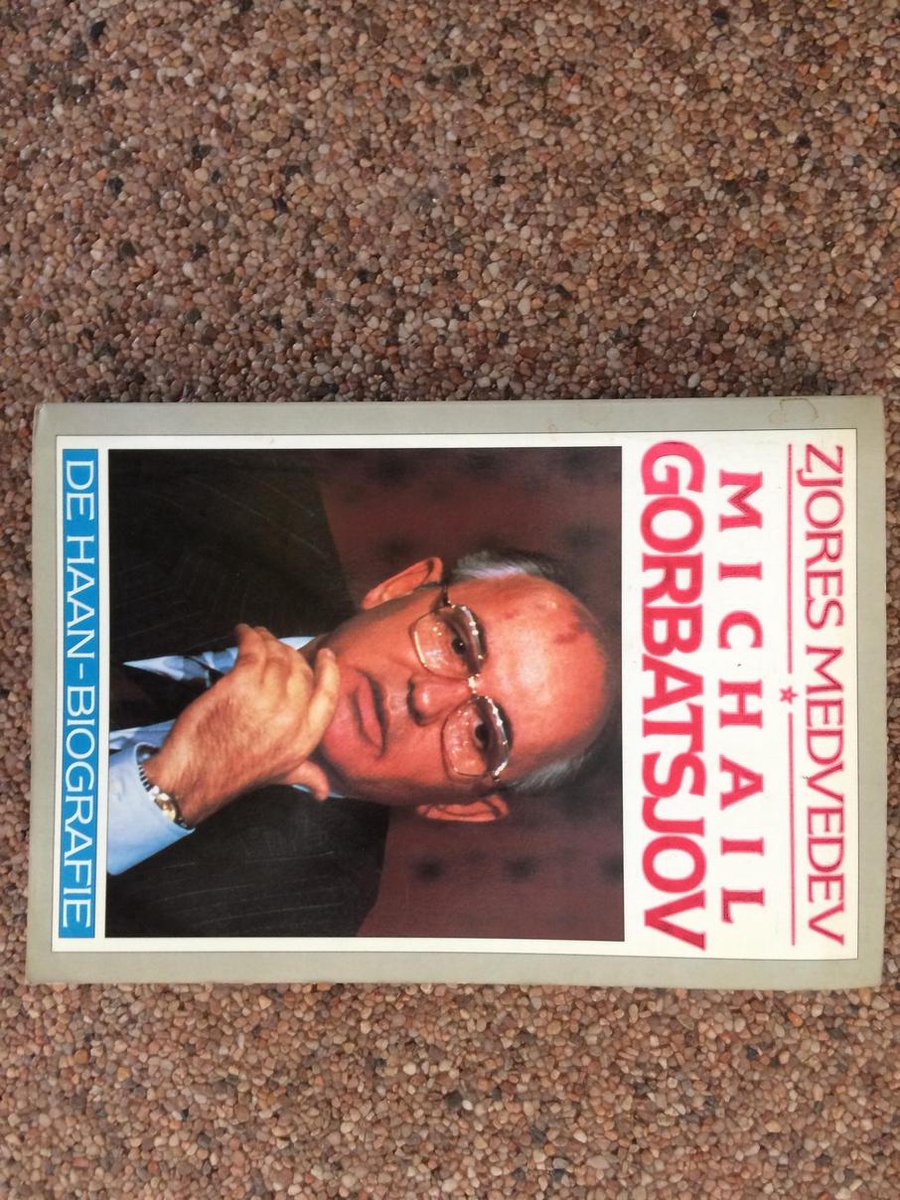 ZJORES MEDVEDEV
MICHAIL
GORBATSJOV
DE HAAN-BIOGRAFIE